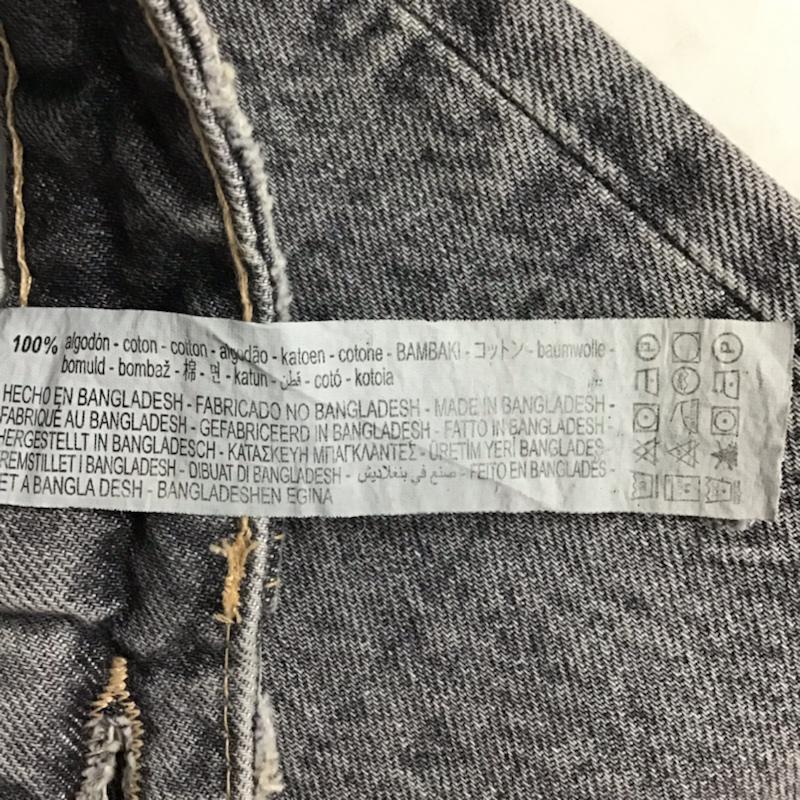 100% algodón - coton - cotton - algodão - katoen - cotone - BAMBAKI - コットン - baumwolle -
bomuld - bombaž - 棉 - 면 - katun - قطن - cotó - kotoia
HECHO EN BANGLADESH - FABRICADO NO BANGLADESH - MADE IN BANGLADESH -
FABRIQUÉ AU BANGLADESH - GEFABRICEERD IN BANGLADESH - FATTO IN BANGLADESH -
HERGESTELLT IN BANGLADESCH - ΚΑΤΑΣΚΕΥΗ ΜΠΑΓΚΛΑΝΤΕΣ - ÜRETIM YERİ BANGLADEŞ -
FREMSTILLET I BANGLADESH - DIBUAT DI BANGLADESH - صنع في بنغلاديش - FEITO EN BANGLADÉS -
ET A BANGLA DESH - BANGLADESHEN EGINA